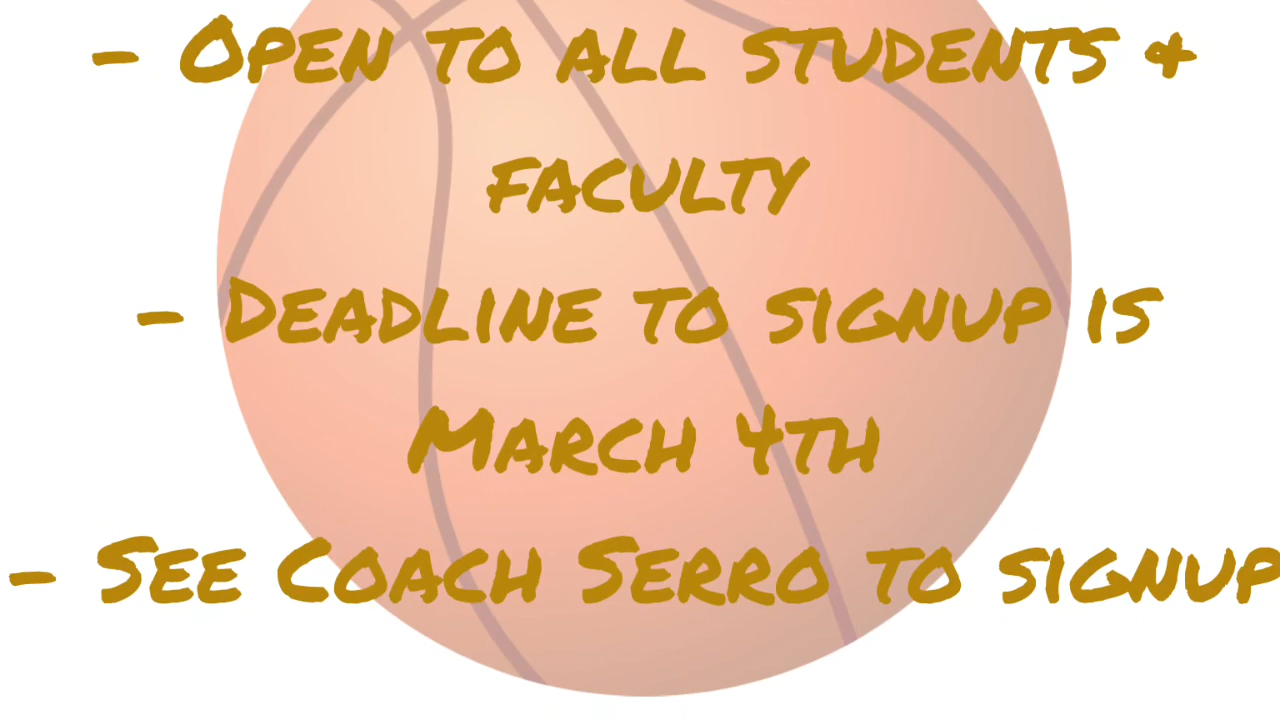 - Open to all students &
faculty
- Deadline to signup is
March 4th
- See Coach Serro to signup